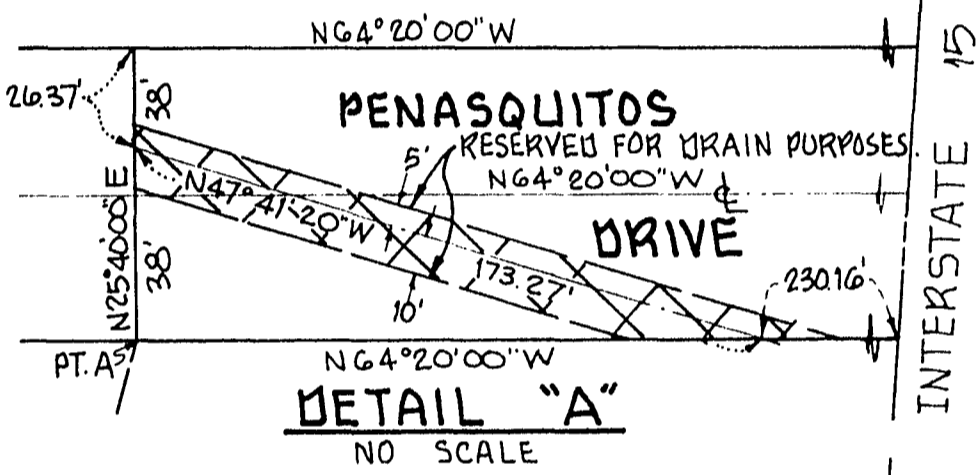 N64°20'00"W
26.37'
38'
PENASQUITOS
5'
RESERVED FOR DRAIN PURPOSES.
N64°20'00"W
℄
N47°41'20"W
DRIVE
N25°40'00"E
38'
173.27'
230.16'
10'
PT. A
N64°20'00"W
DETAIL "A"
NO SCALE
INTERSTATE 15